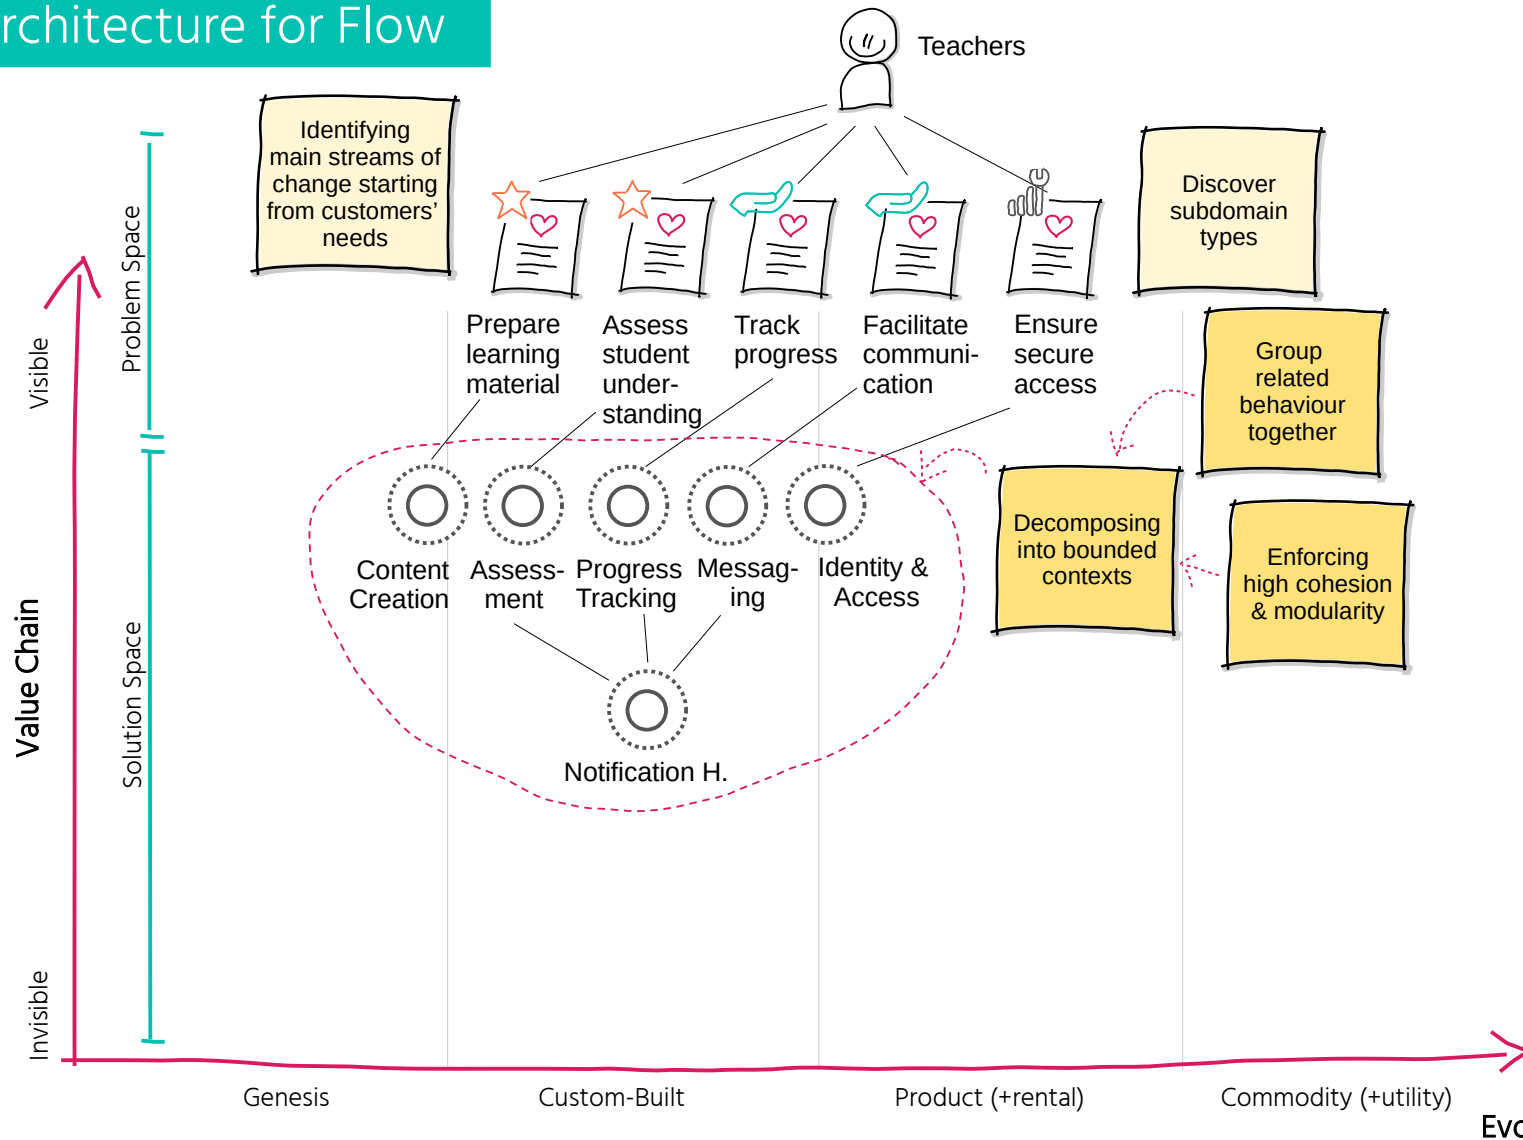 rchitecture for Flow
Teachers
Identifying
main streams of
change starting
from customers'
needs
Discover
subdomain
types
Problem Space
Visible
Prepare
learning
material
Assess
student
under-
standing
Track
progress
Facilitate
communi-
cation
Ensure
secure
access
Group
related
behaviour
together
Decomposing
into bounded
contexts
Enforcing
high cohesion
& modularity
Content
Creation
Assess-
ment
Progress
Tracking
Messag-
ing
Identity &
Access
Notification H.
Value Chain
Solution Space
Invisible
Genesis
Custom-Built
Product (+rental)
Commodity (+utility)
Evo